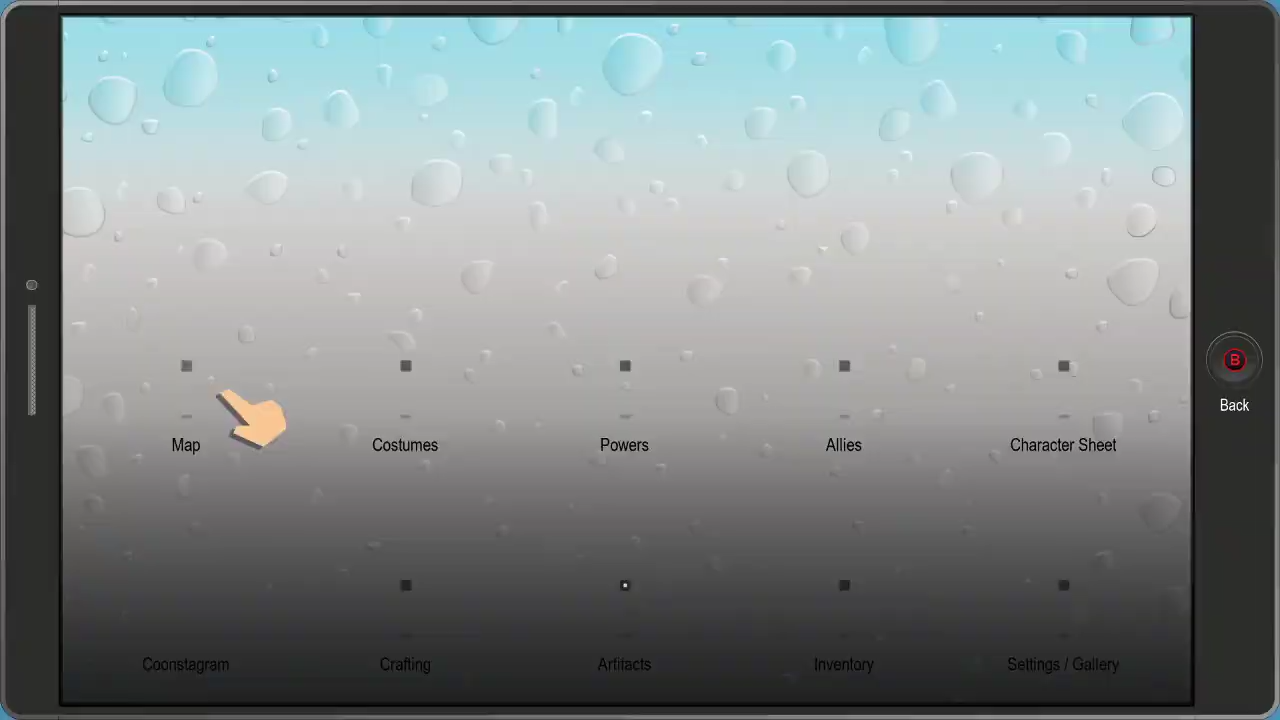 B
Back
Map
Costumes
Powers
Allies
Character Sheet
Coonstagram
Crafting
Artifacts
Inventory
Settings / Gallery